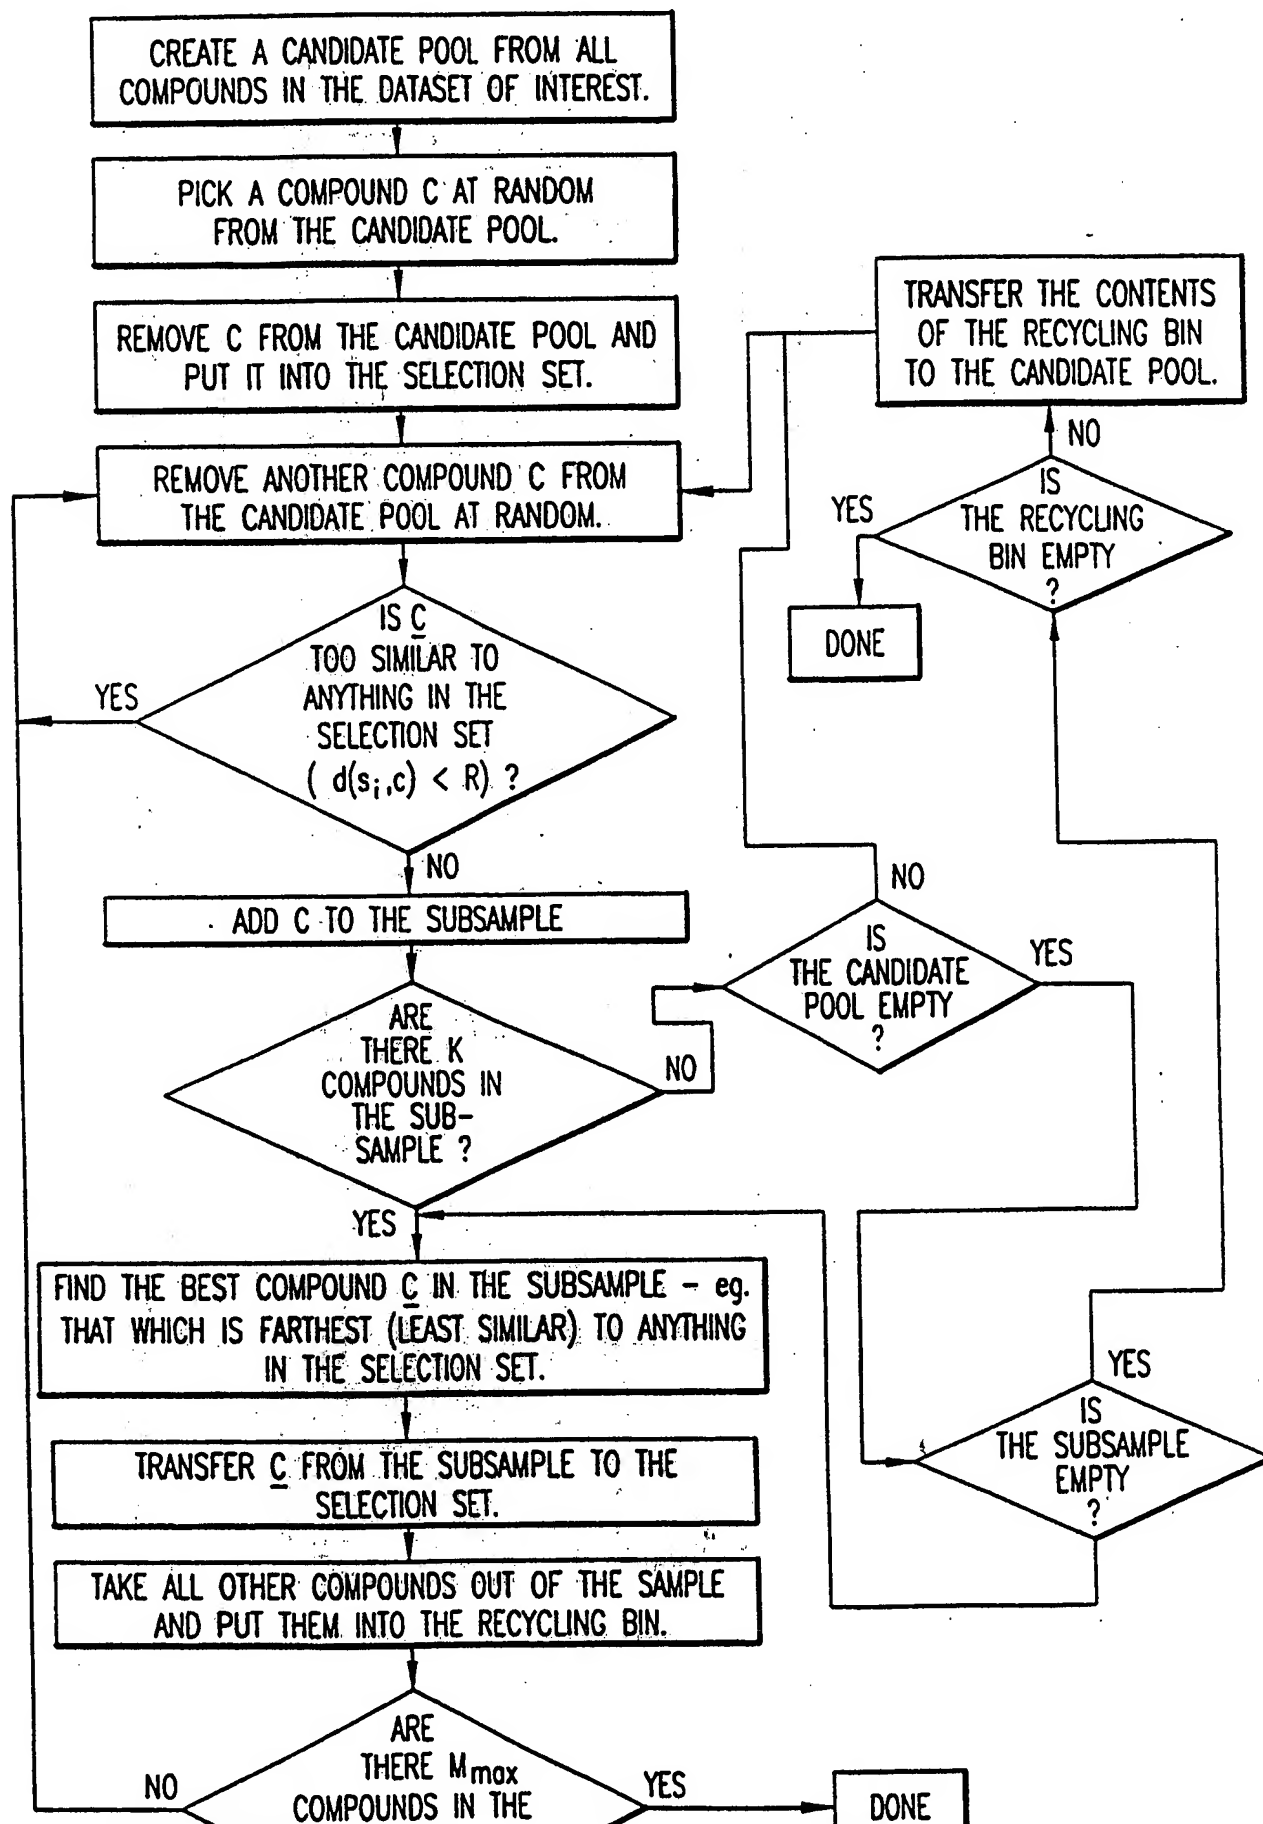 CREATE A CANDIDATE POOL FROM ALL
COMPOUNDS IN THE DATASET OF INTEREST.
PICK A COMPOUND C AT RANDOM
FROM THE CANDIDATE POOL.
REMOVE C FROM THE CANDIDATE POOL AND
PUT IT INTO THE SELECTION SET.
REMOVE ANOTHER COMPOUND C FROM
THE CANDIDATE POOL AT RANDOM.
IS C
TOO SIMILAR TO
ANYTHING IN THE
SELECTION SET
( d(si,c) < R) ?
YES
NO
ADD C TO THE SUBSAMPLE
ARE
THERE K
COMPOUNDS IN
THE SUB-
SAMPLE ?
NO
YES
FIND THE BEST COMPOUND C IN THE SUBSAMPLE – eg.
THAT WHICH IS FARTHEST (LEAST SIMILAR) TO ANYTHING
IN THE SELECTION SET.
TRANSFER C FROM THE SUBSAMPLE TO THE
SELECTION SET.
TAKE ALL OTHER COMPOUNDS OUT OF THE SAMPLE
AND PUT THEM INTO THE RECYCLING BIN.
ARE
THERE Mmax
COMPOUNDS IN THE
NO
YES
DONE
TRANSFER THE CONTENTS
OF THE RECYCLING BIN
TO THE CANDIDATE POOL.
NO
IS
THE RECYCLING
BIN EMPTY
?
YES
DONE
NO
IS
THE CANDIDATE
POOL EMPTY
?
YES
YES
IS
THE SUBSAMPLE
EMPTY
?